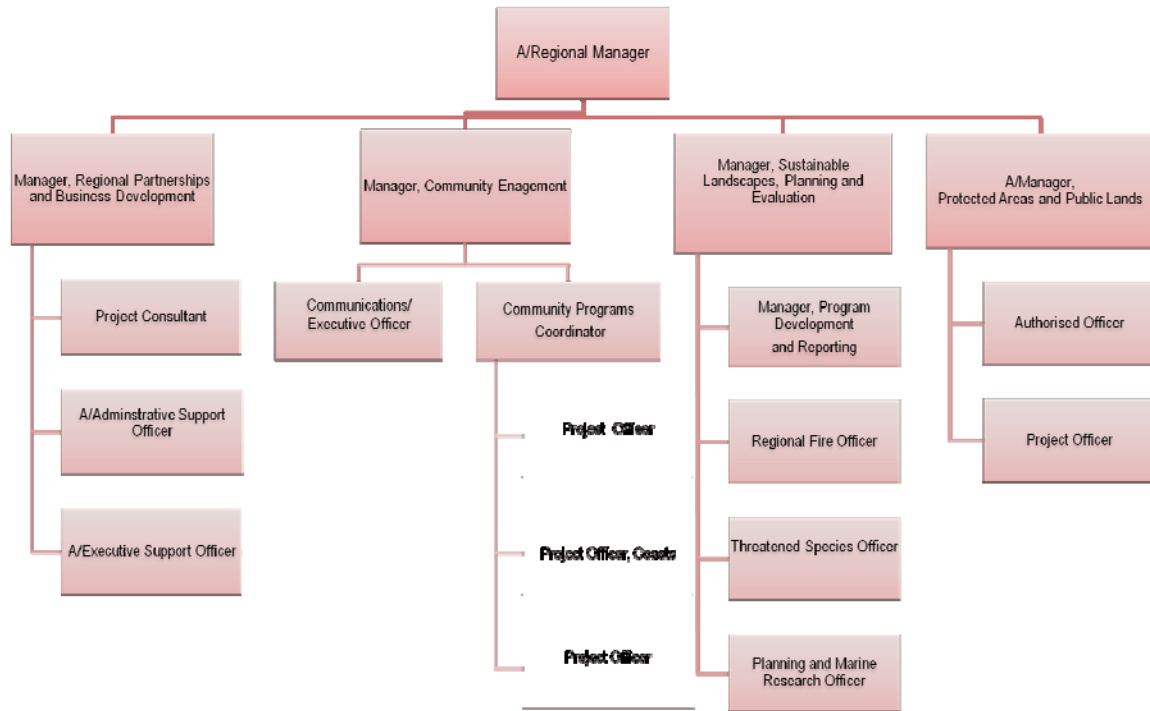 A/Regional Manager
Manager, Regional Partnerships
and Business Development
Manager, Community Enagement
Manager, Sustainable
Landscapes, Planning and
Evaluation
A/Manager,
Protected Areas and Public Lands
Project Consultant
A/Adminstrative Support
Officer
A/Executive Support Officer
Communications/
Executive Officer
Community Programs
Coordinator
Project Officer
Project Officer, Coasts
Project Officer
Manager, Program
Development
and Reporting
Regional Fire Officer
Threatened Species Officer
Planning and Marine
Research Officer
Authorised Officer
Project Officer